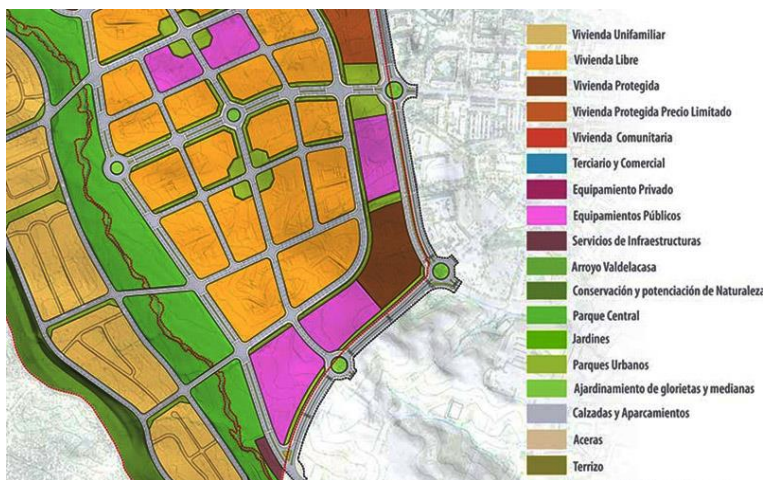 Vivienda Unifamiliar
Vivienda Libre
Vivienda Protegida
Vivienda Protegida Precio Limitado
Vivienda Comunitaria
Terciario y Comercial
Equipamiento Privado
Equipamientos Públicos
Servicios de Infraestructuras
Arroyo Valdelacasa
Conservación y potenciación de Naturaleza
Parque Central
Jardines
Parques Urbanos
Ajardinamiento de glorietas y medianas
Calzadas y Aparcamientos
Aceras
Terrizo